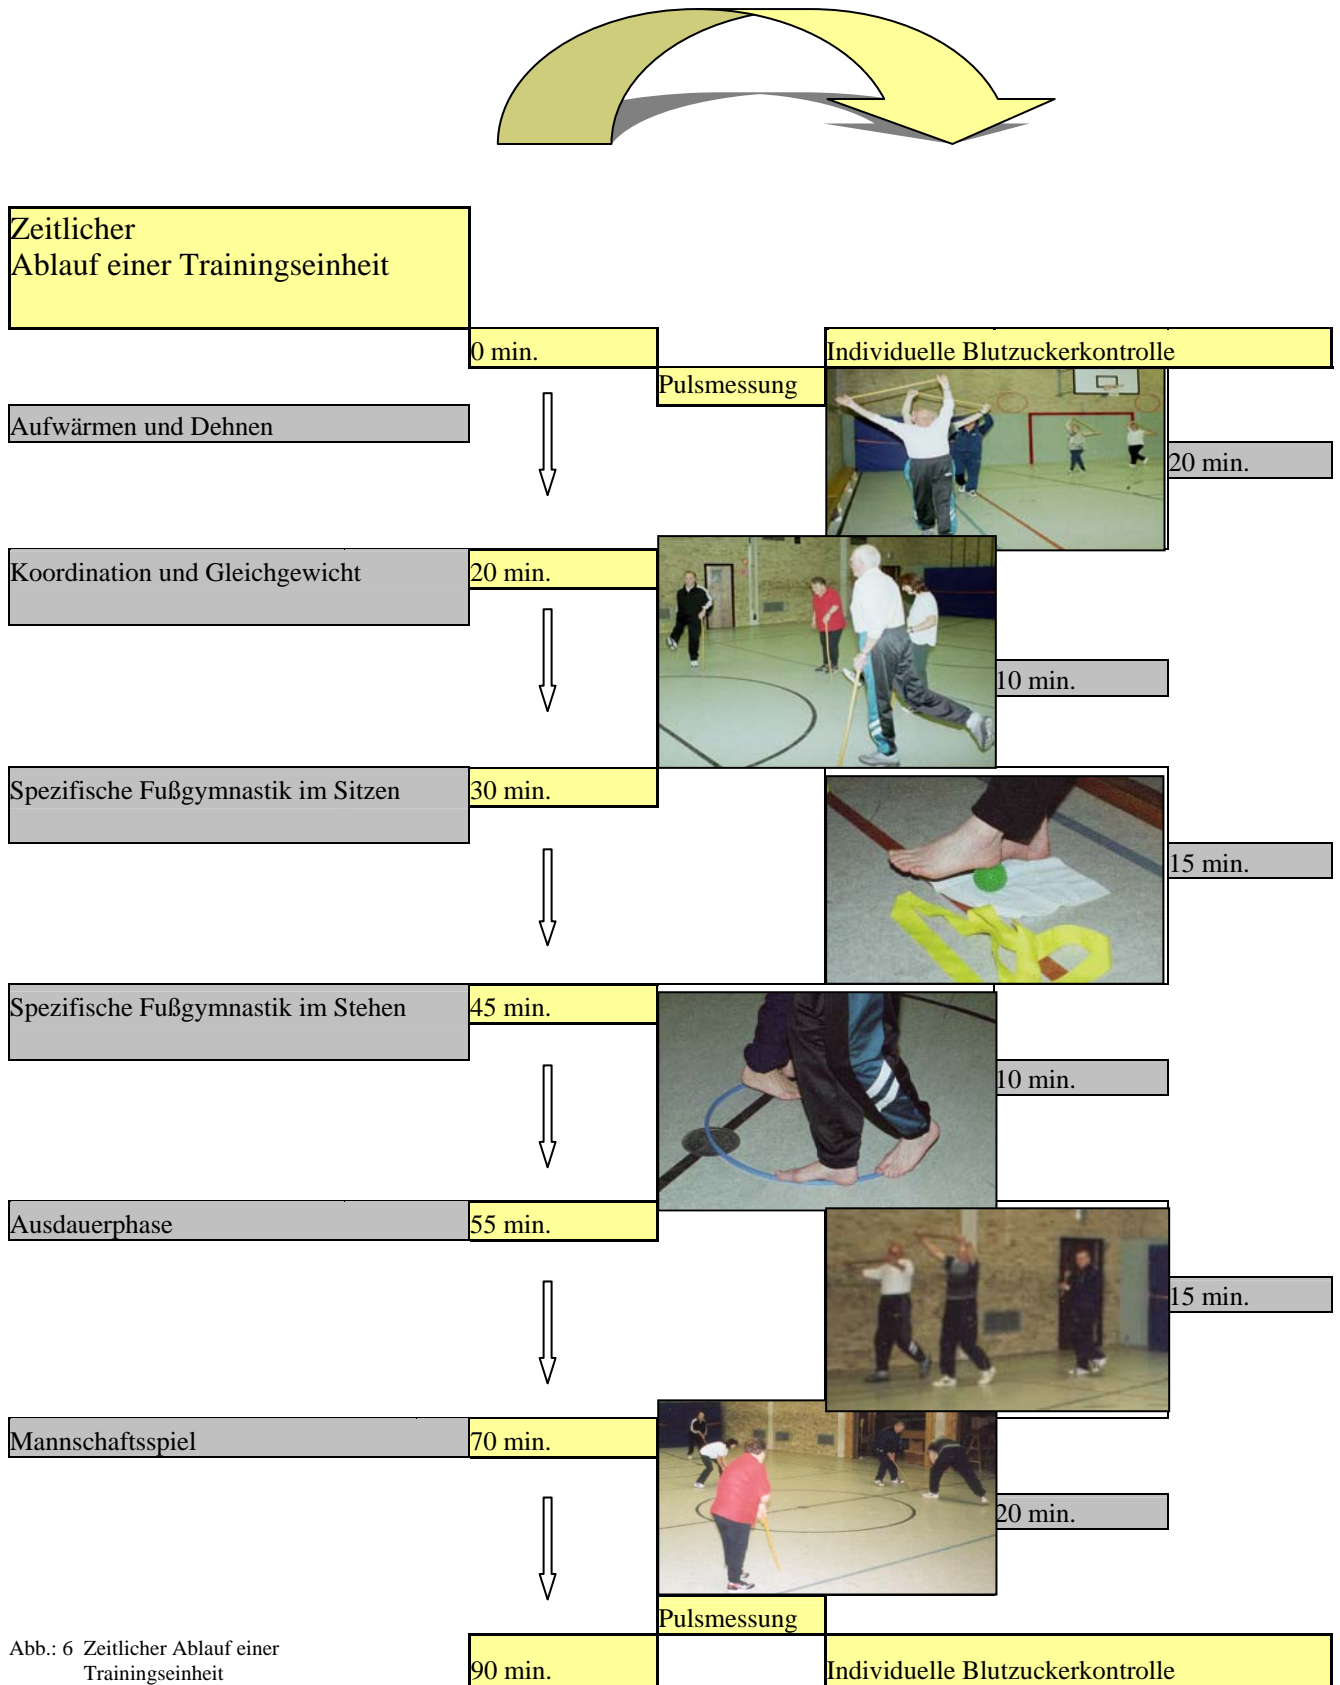 Zeitlicher
Ablauf einer Trainingseinheit
0 min.
Individuelle Blutzuckerkontrolle
Pulsmessung
Aufwärmen und Dehnen
20 min.
Koordination und Gleichgewicht
20 min.
10 min.
Spezifische Fußgymnastik im Sitzen
30 min.
15 min.
Spezifische Fußgymnastik im Stehen
45 min.
10 min.
Ausdauerphase
55 min.
15 min.
Mannschaftsspiel
70 min.
20 min.
Pulsmessung
Abb.: 6 Zeitlicher Ablauf einer
Trainingseinheit
90 min.
Individuelle Blutzuckerkontrolle